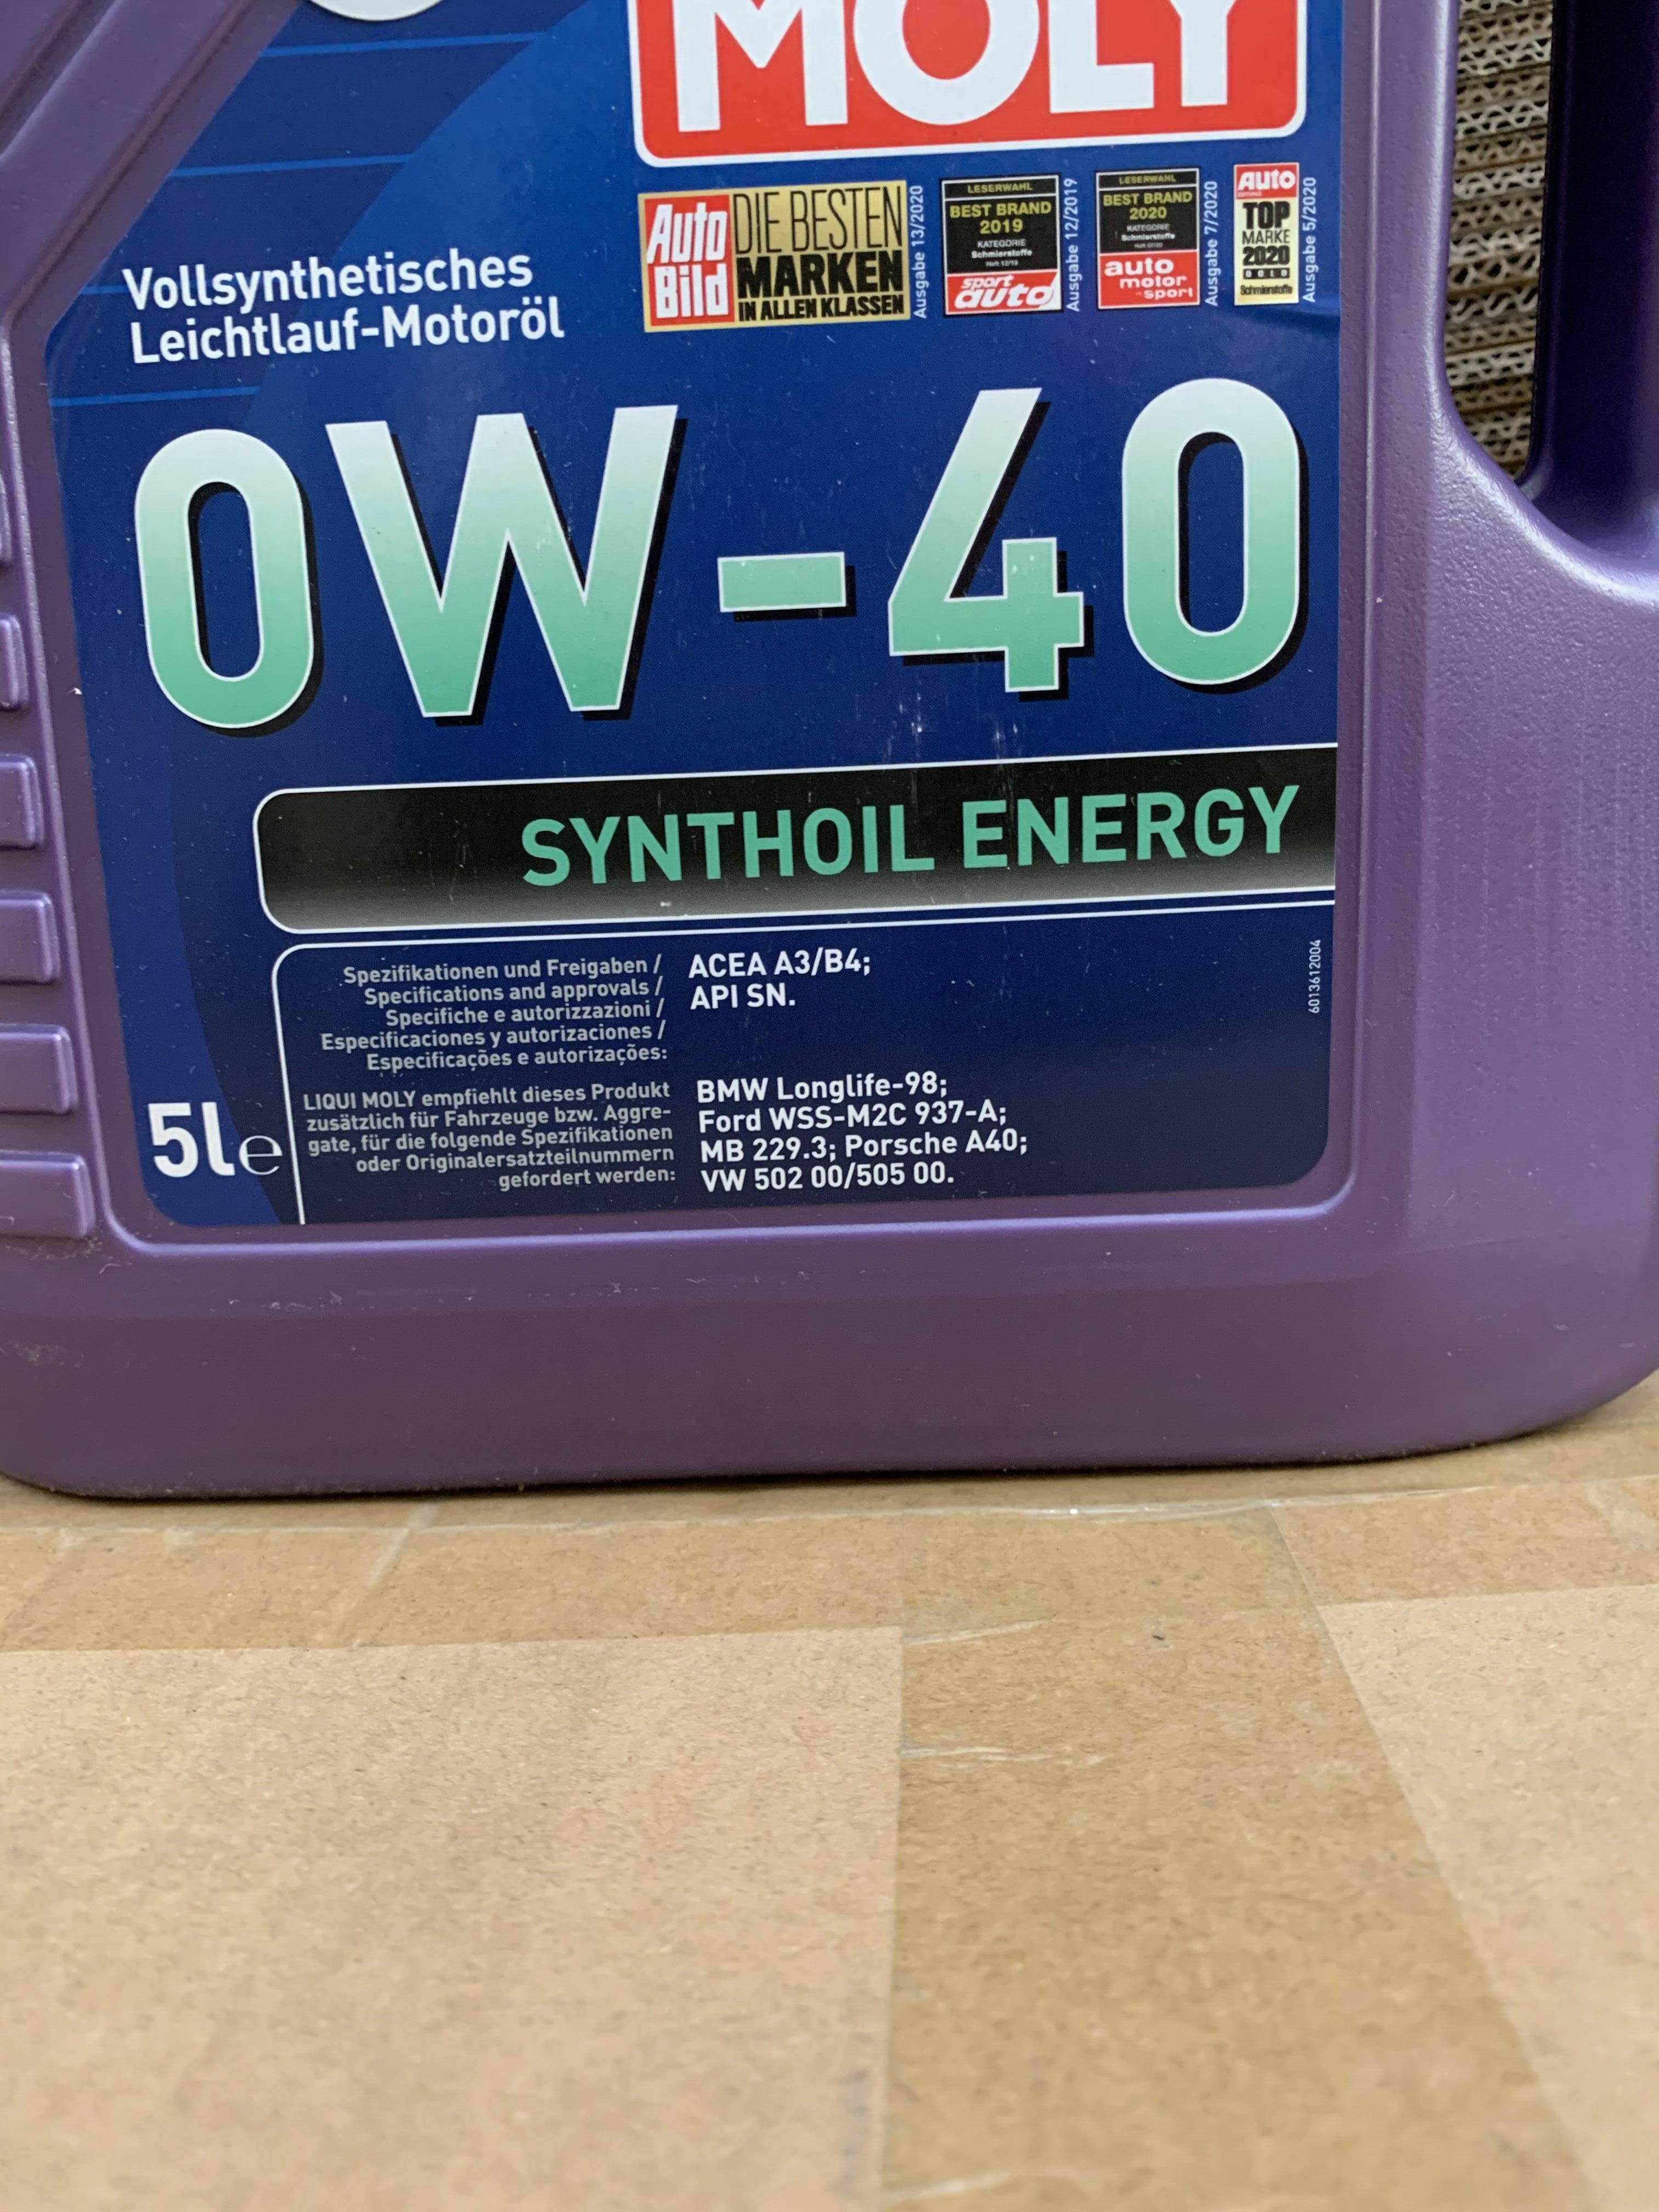 MOLY
Auto
Bild
DIE BESTEN
MARKEN
IN ALLEN KLASSEN
Ausgabe 13/2020
LESERWAHL
BEST BRAND
2019
KATEGORIE
Schmierstoffe
Heft 12/19
sport
auto
Ausgabe 12/2019
LESERWAHL
BEST BRAND
2020
KATEGORIE
Schmierstoffe
auto
motor
sport
Ausgabe 7/2020
Auto
TOP
MARKE
2020
GOLD
Schmierstoffe
Ausgabe 5/2020
Vollsynthetisches
Leichtlauf-Motoröl
0W-40
SYNTHOIL ENERGY
Spezifikationen und Freigaben /
Specifications and approvals /
Specifiche e autorizzazioni /
Especificaciones y autorizaciones /
Especificações e autorizações:
ACEA A3/B4;
API SN.
6013612004
5l e
LIQUI MOLY empfiehlt dieses Produkt
zusätzlich für Fahrzeuge bzw. Aggre-
gate, für die folgende Spezifikationen
oder Originalersatzteilnummern
gefordert werden:
BMW Longlife-98;
Ford WSS-M2C 937-A;
MB 229.3; Porsche A40;
VW 502 00/505 00.